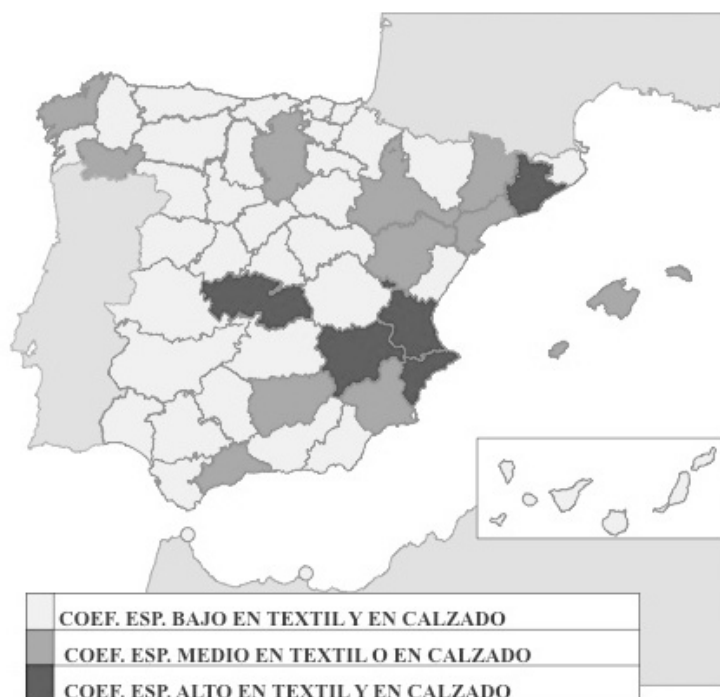 COEF. ESP. BAJO EN TEXTIL Y EN CALZADO
COEF. ESP. MEDIO EN TEXTIL O EN CALZADO
COEF. ESP. ALTO EN TEXTIL Y EN CALZADO